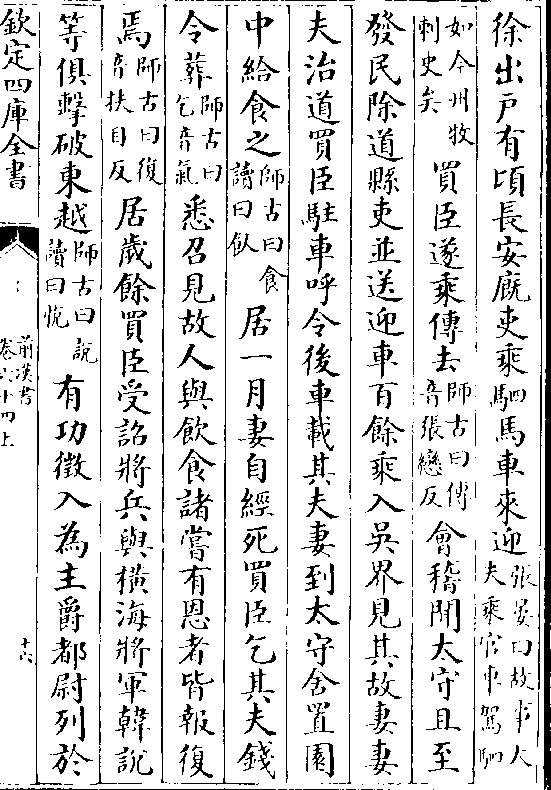 徐出戶有頃長安廐吏乘駟馬車來迎張晏曰故事大夫乘官車駕駟
如今州牧刺史矣買臣遂乘傳去師古曰傳音張戀反會稽聞太守且至
發民除道縣吏並送迎車百餘乘入吳界見其故妻妻
夫治道買臣駐車呼令後車載其夫妻到太守舍置園
中給食之師古曰食讀曰飤居一月妻自經死買臣乞其夫錢
令葬師古曰乞音氣悉召見故人與飲食諸嘗有恩者皆報復
焉師古曰復音扶目反居歲餘買臣受詔將兵與橫海將軍韓說
等俱擊破東越師古曰說讀曰悅有功徵入為主爵都尉列於
欽定四庫全書
前漢書
卷六十四上
十六